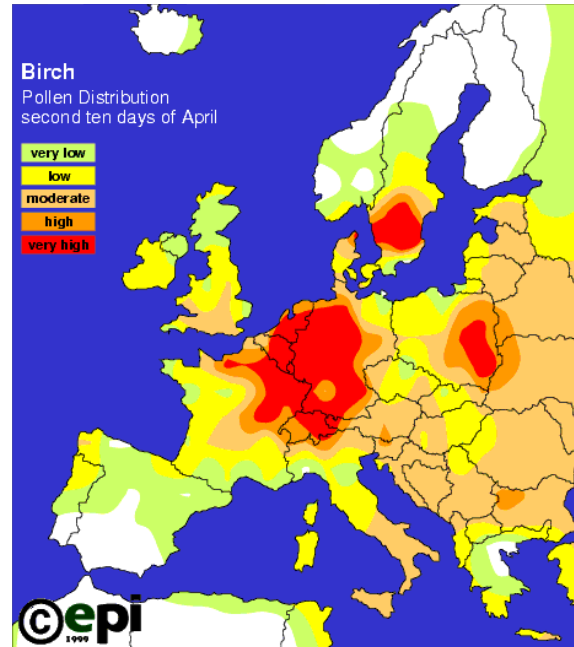 Birch
Pollen Distribution
second ten days of April
very low
low
moderate
high
very high
©epi
1999